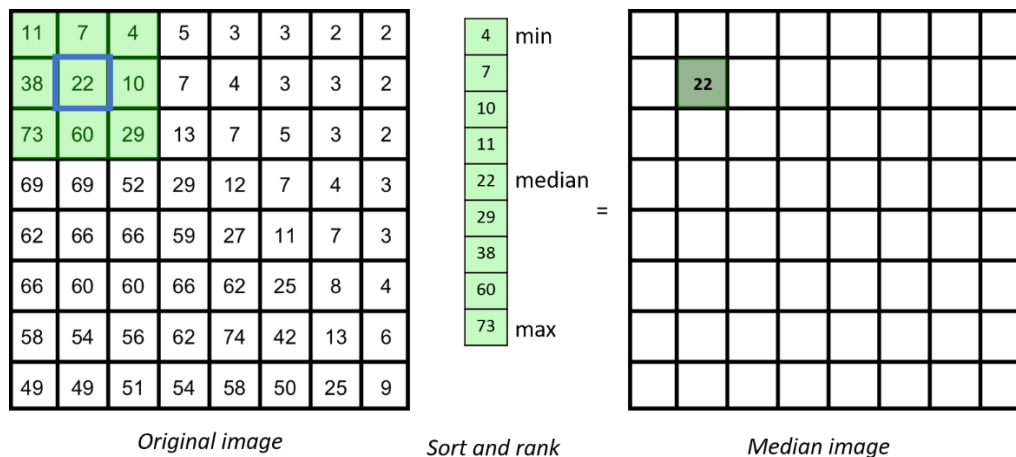 11 7 4 5 3 3 2 2
38 22 10 7 4 3 3 2
73 60 29 13 7 5 3 2
69 69 52 29 12 7 4 3
62 66 66 59 27 11 7 3
66 60 60 66 62 25 8 4
58 54 56 62 74 42 13 6
49 49 51 54 58 50 25 9
Original image
4 min
7
10
11
22 median
29
38
60
73 max
Sort and rank
=
22
Median image